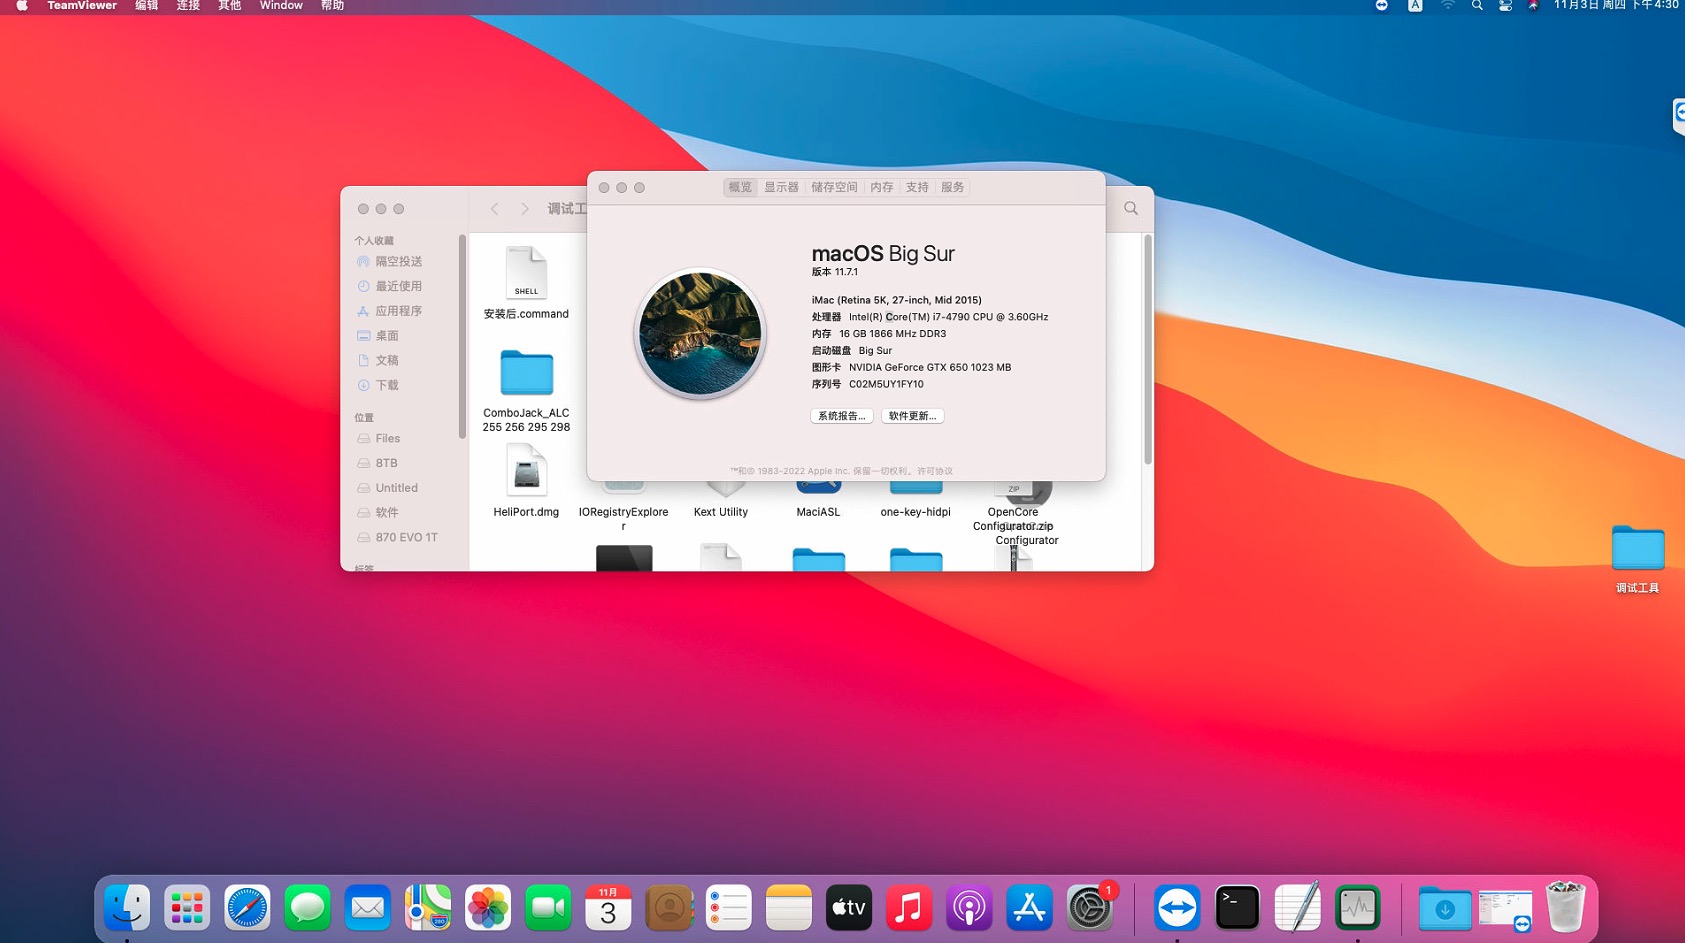 TeamViewer 编辑 连接 其他 Window 帮助
A
11月3日 周四 下午4:30
调试工
个人收藏
隔空投送
最近使用
应用程序
桌面
文稿
下载
位置
Files
8TB
Untitled
软件
870 EVO 1T
标签
SHELL
安装后.command
ComboJack_ALC
255 256 295 298
HeliPort.dmg
IORegistryExplore
r
Kext Utility
MaciASL
one-key-hidpi
ZIP
OpenCore
Configurator.zip
Configurator
概览 显示器 储存空间 内存 支持 服务
macOS Big Sur
版本 11.7.1
iMac (Retina 5K, 27-inch, Mid 2015)
处理器 Intel(R) Core(TM) i7-4790 CPU @ 3.60GHz
内存 16 GB 1866 MHz DDR3
启动磁盘 Big Sur
图形卡 NVIDIA GeForce GTX 650 1023 MB
序列号 C02M5UY1FY10
系统报告... 软件更新...
™和© 1983-2022 Apple Inc. 保留一切权利。许可协议
调试工具
280
11月
3
tv
1
>_